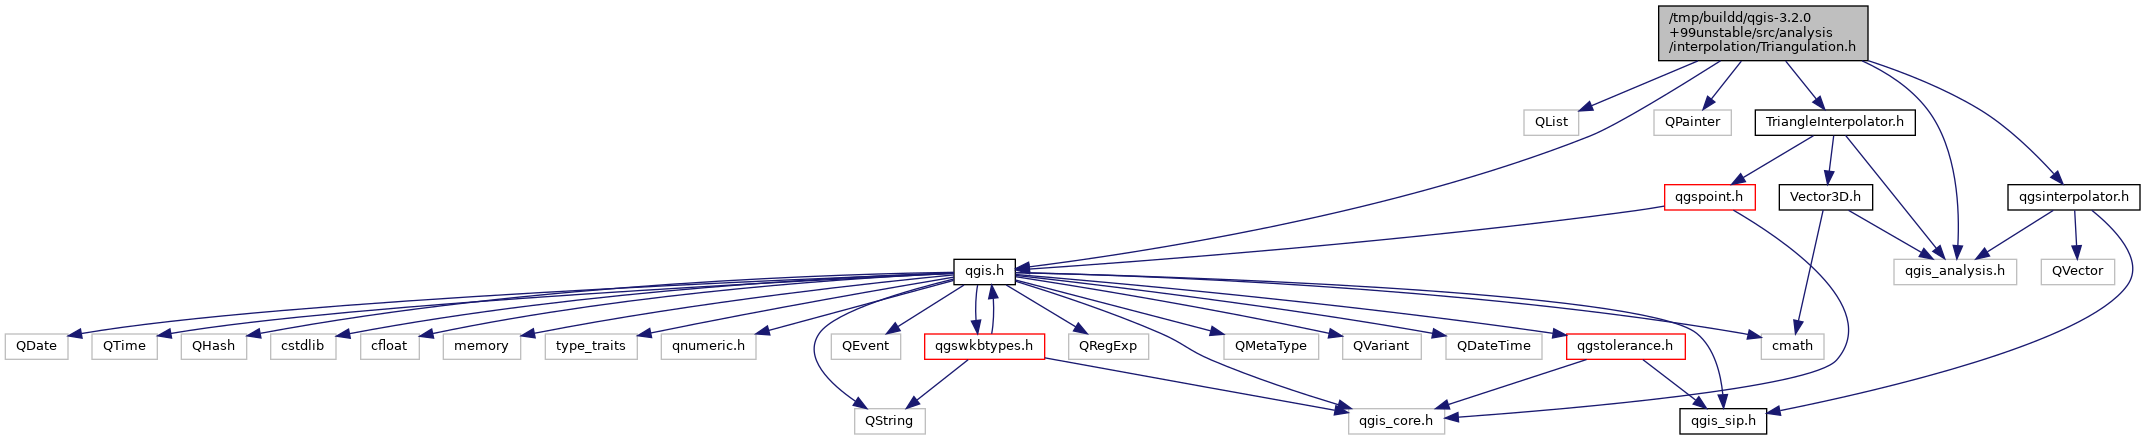 /tmp/buildd/qgis-3.2.0
+99unstable/src/analysis
/interpolation/Triangulation.h
QList
QPainter
TriangleInterpolator.h
qgspoint.h
Vector3D.h
qgsinterpolator.h
qgis.h
qgis_analysis.h
QVector
QDate
QTime
QHash
cstdlib
cfloat
memory
type_traits
qnumeric.h
QEvent
qgswkbtypes.h
QRegExp
QMetaType
QVariant
QDateTime
qgstolerance.h
cmath
QString
qgis_core.h
qgis_sip.h